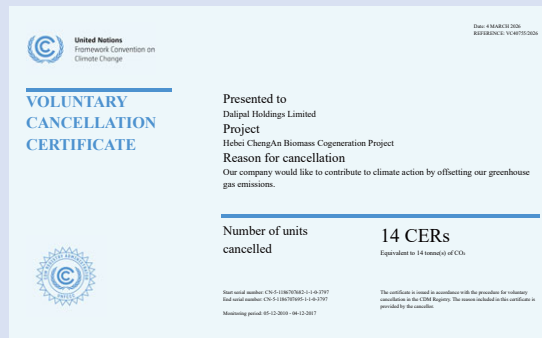 Date: 4 MARCH 2026
REFERENCE: VC40755/2026
United Nations
Framework Convention on
Climate Change
VOLUNTARY
CANCELLATION
CERTIFICATE
Presented to
Dalipal Holdings Limited
Project
Hebei ChengAn Biomass Cogeneration Project
Reason for cancellation
Our company would like to contribute to climate action by offsetting our greenhouse
gas emissions.
Number of units
cancelled
14 CERs
Equivalent to 14 tonne(s) of CO₂
Start serial number: CN-5-1186707682-1-1-0-3797
End serial number: CN-5-1186707695-1-1-0-3797
Monitoring period: 05-12-2010 - 04-12-2017
The certificate is issued in accordance with the procedure for voluntary
cancellation in the CDM Registry. The reason included in this certificate is
provided by the canceller.
UNFCCC